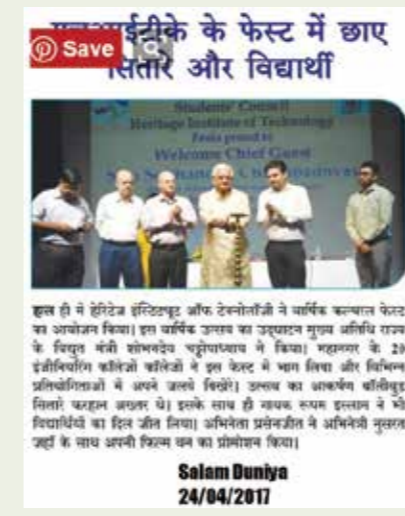 के फेस्ट में छाए
Save
सितारे और विद्यार्थी
Students' Council
Heritage Institute of Technology
Feels proud to
Welcome Chief Guest
हाल ही में हेरिटेज इंस्टिट्यूट ऑफ टेक्नोलॉजी ने वार्षिक कल्चरल फेस्ट
का आयोजन किया। इस वार्षिक उत्सव का उद्घाटन मुख्य अतिथि राज्य
के विद्युत मंत्री शोभनदेव चट्टोपाध्याय ने किया। महानगर के 20
इंजीनियरिंग कॉलेजों कॉलेजों ने इस फेस्ट में भाग लिया और विभिन्न
प्रतियोगिताओं में अपने जलवे बिखेरे। उत्सव का आकर्षण बॉलीवुड
सितारे फरहान अख्तर थे। इसके साथ ही गायक रूपम इस्लाम ने भी
विद्यार्थियों का दिल जीत लिया। अभिनेता प्रसेनजीत ने अभिनेत्री नुसरत
जहाँ के साथ अपनी फिल्म वन का प्रोमोशन किया।
Salam Duniya
24/04/2017